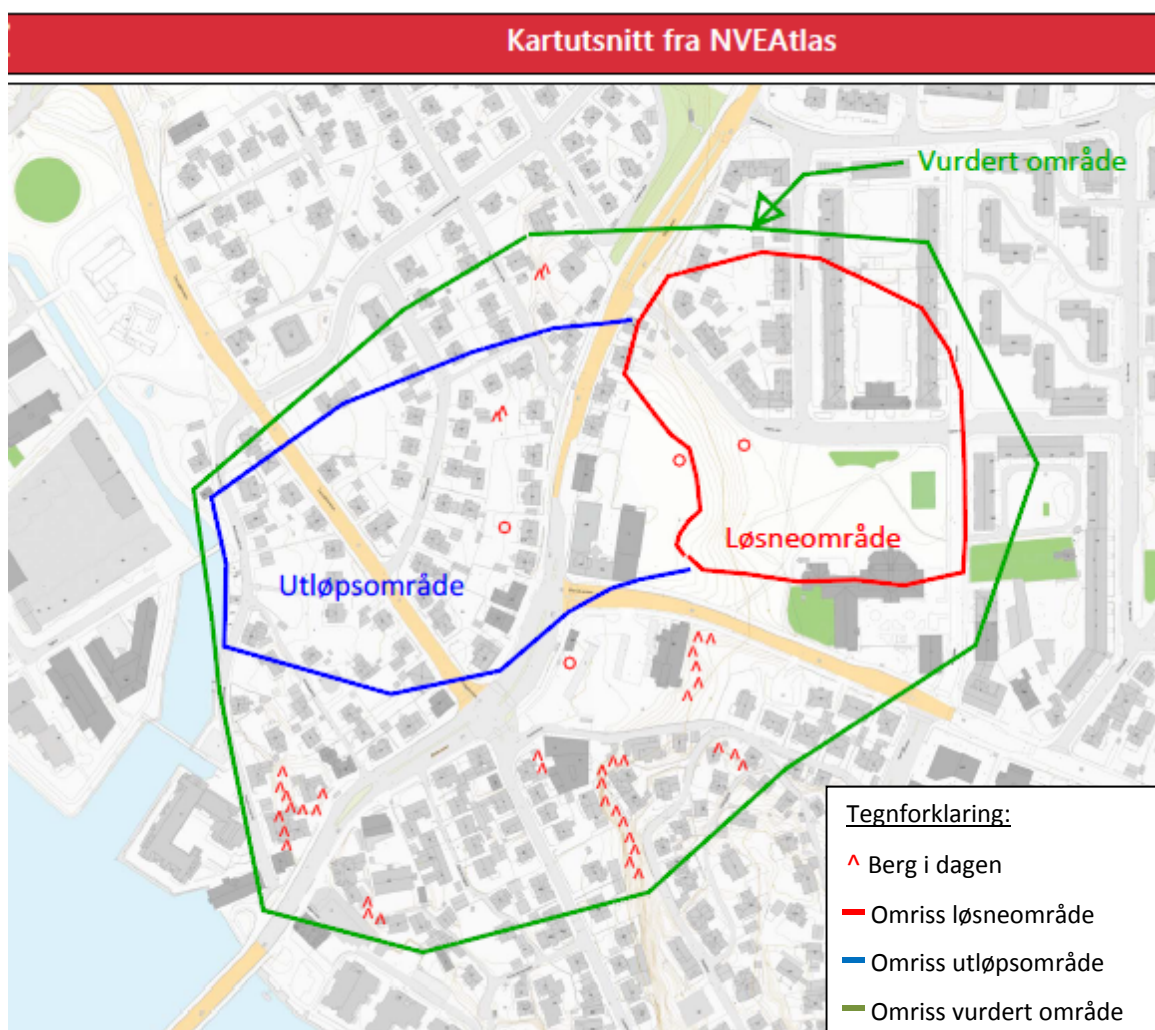 Kartutsnitt fra NVEAtlas
Vurdert område
Løsneområde
Utløpsområde
Tegnforklaring:
^ Berg i dagen
Omriss løsneområde
Omriss utløpsområde
Omriss vurdert område